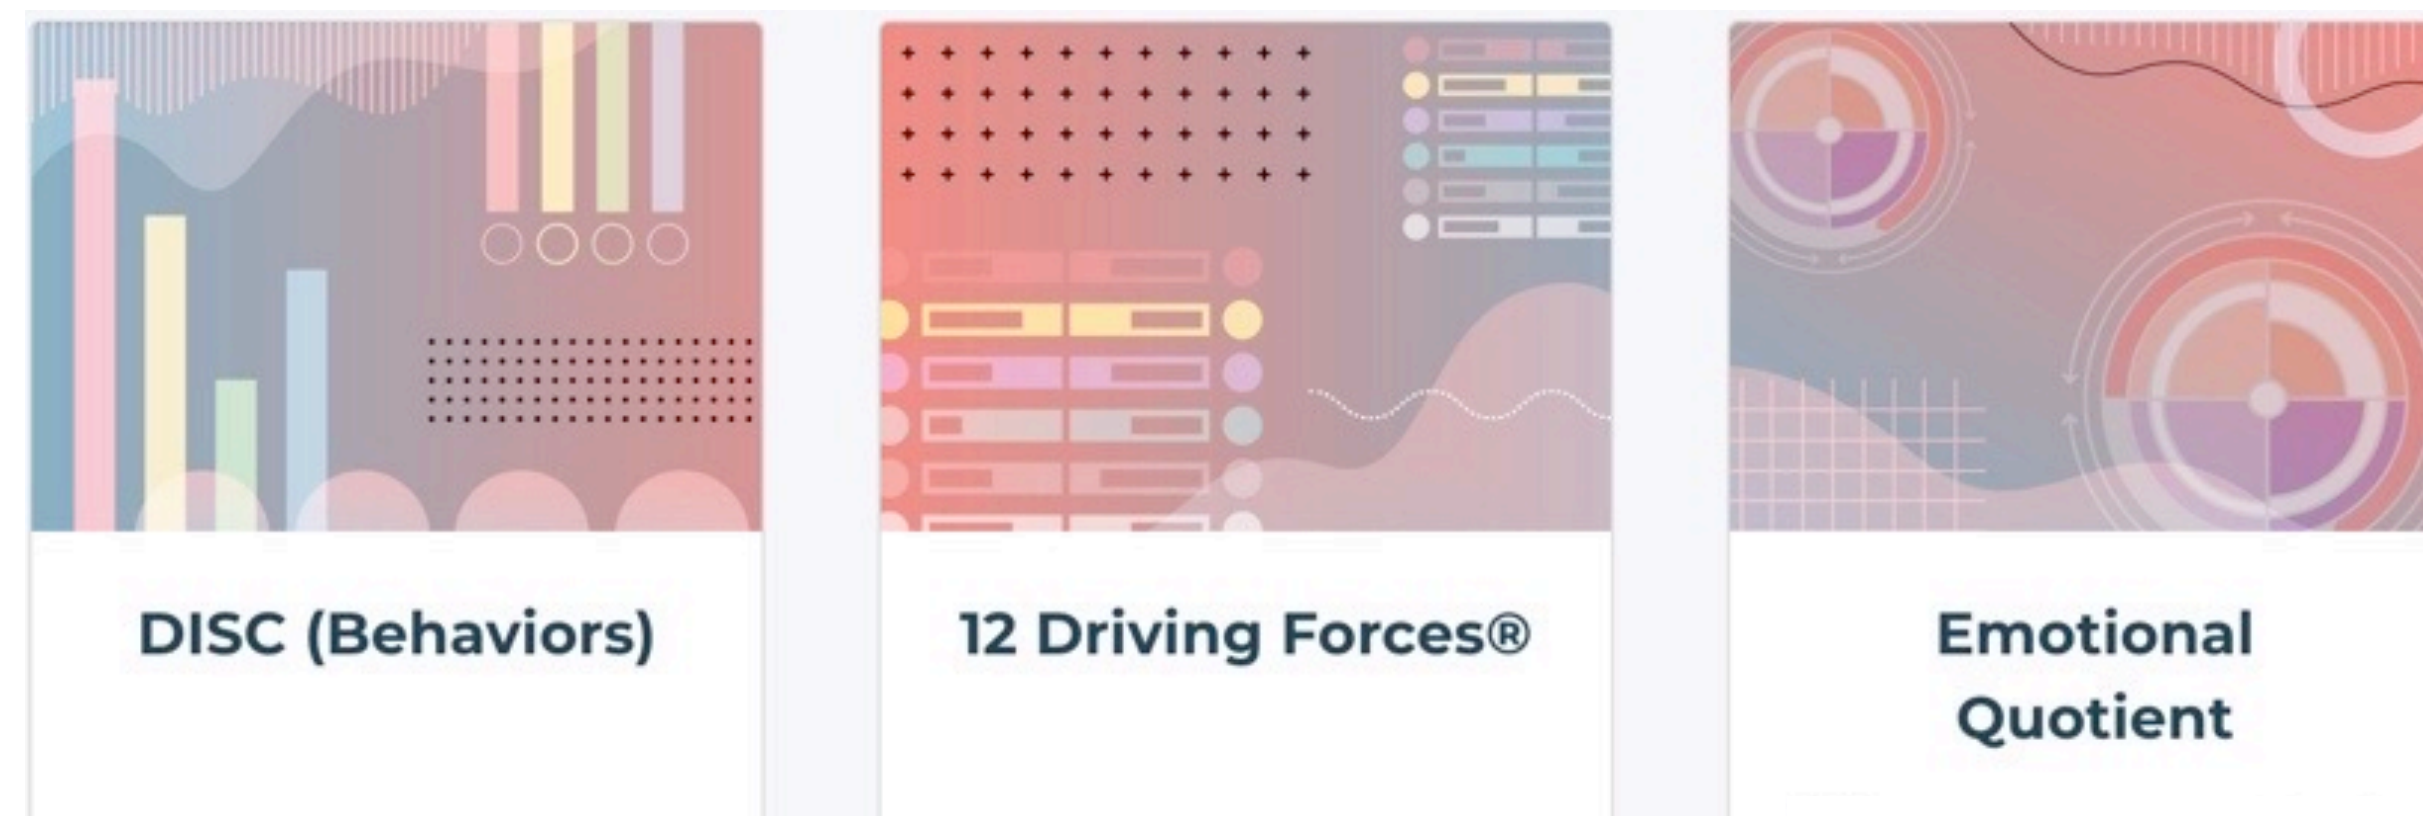 DISC (Behaviors)
12 Driving Forces®
Emotional
Quotient